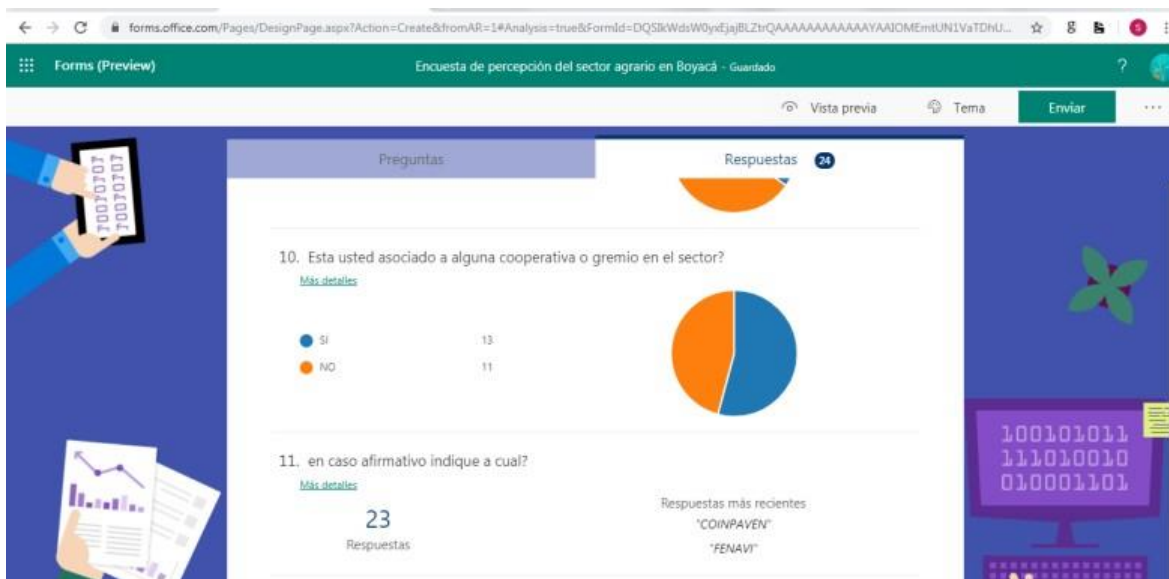 forms.office.com/Pages/DesignPage.aspx?Action=Create&fromAR=1#Analysis=true&FormId=
Forms (Preview)
Encuesta de percepción del sector agrario en Boyacá - Guardado
?
Vista previa
Tema
Enviar
...
Preguntas
Respuestas 24
10. Esta usted asociado a alguna cooperativa o gremio en el sector?
Más detalles
SI 13
NO 11
11. en caso afirmativo indique a cual?
Más detalles
23
Respuestas
Respuestas más recientes
"COINPAVEN"
"FENAVI"
100101011
111010010
010001101